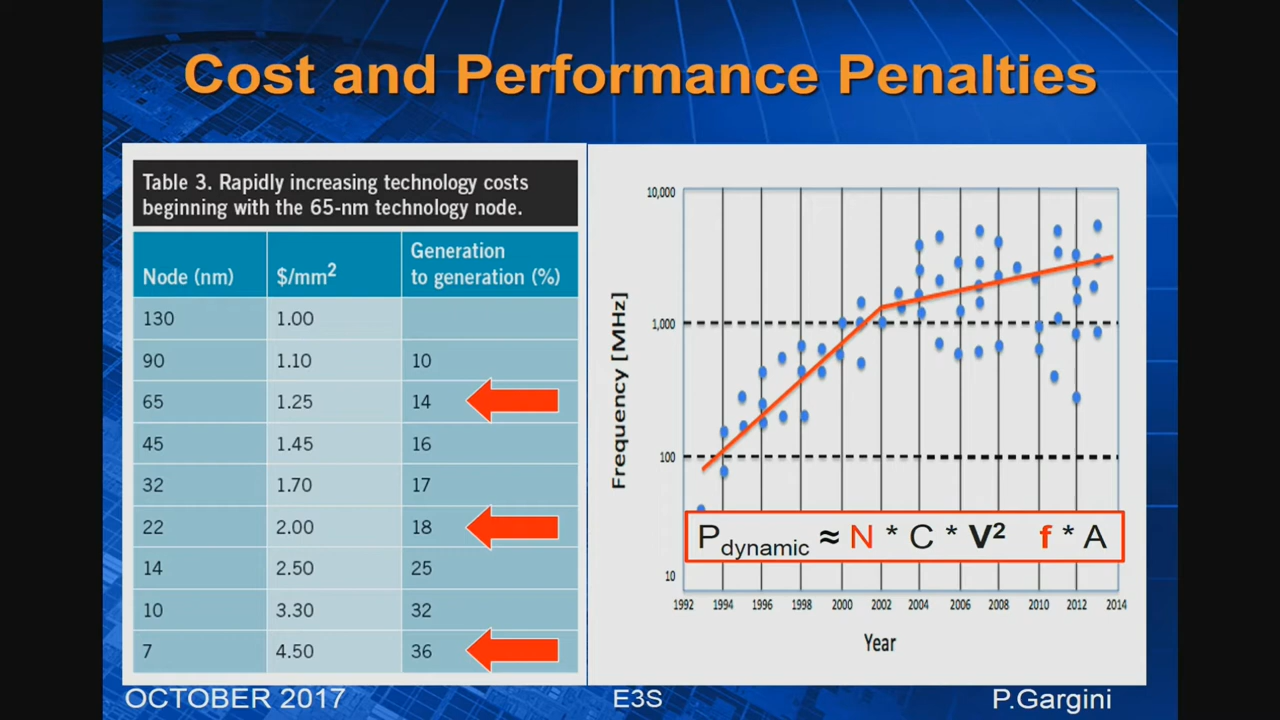 Cost and Performance Penalties
Table 3. Rapidly increasing technology costs
beginning with the 65-nm technology node.
Node (nm) $/mm² Generation to generation (%)
130 1.00
90 1.10 10
65 1.25 14
45 1.45 16
32 1.70 17
22 2.00 18
14 2.50 25
10 3.30 32
7 4.50 36
Frequency [MHz]
10,000
1,000
100
10
P dynamic ≈ N * C * V² f * A
1992 1994 1996 1998 2000 2002 2004 2006 2008 2010 2012 2014
Year
OCTOBER 2017 E3S P.Gargini